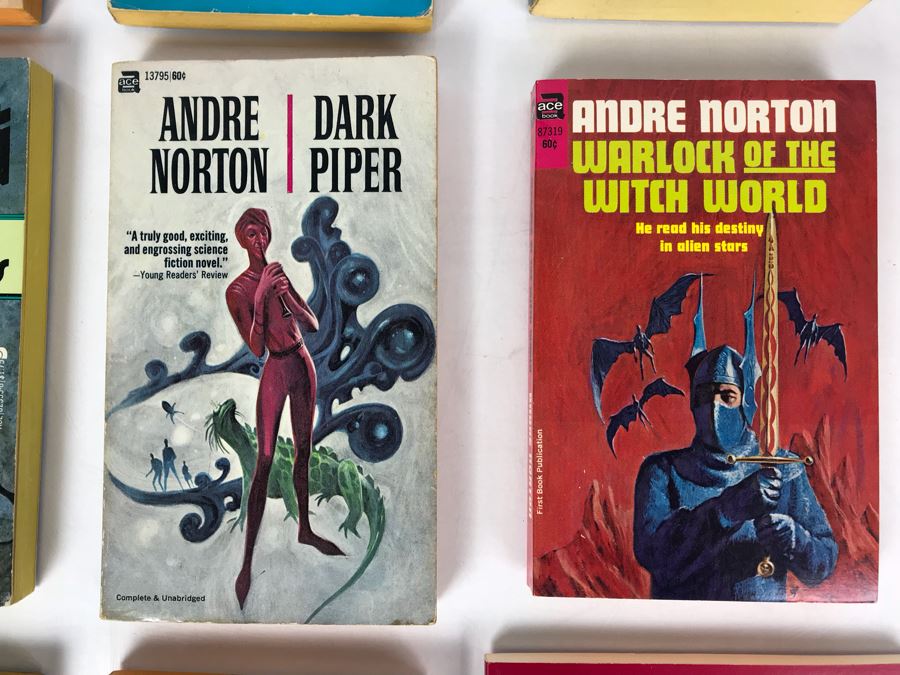 ace
book
13795|60¢
ANDRE
NORTON
DARK
PIPER
"A truly good, exciting,
and engrossing science
fiction novel."
—Young Readers' Review
Complete & Unabridged
ace
book
87319
60¢
ANDRE NORTON
WARLOCK OF THE
WITCH WORLD
He read his destiny
in alien stars
First Book Publication